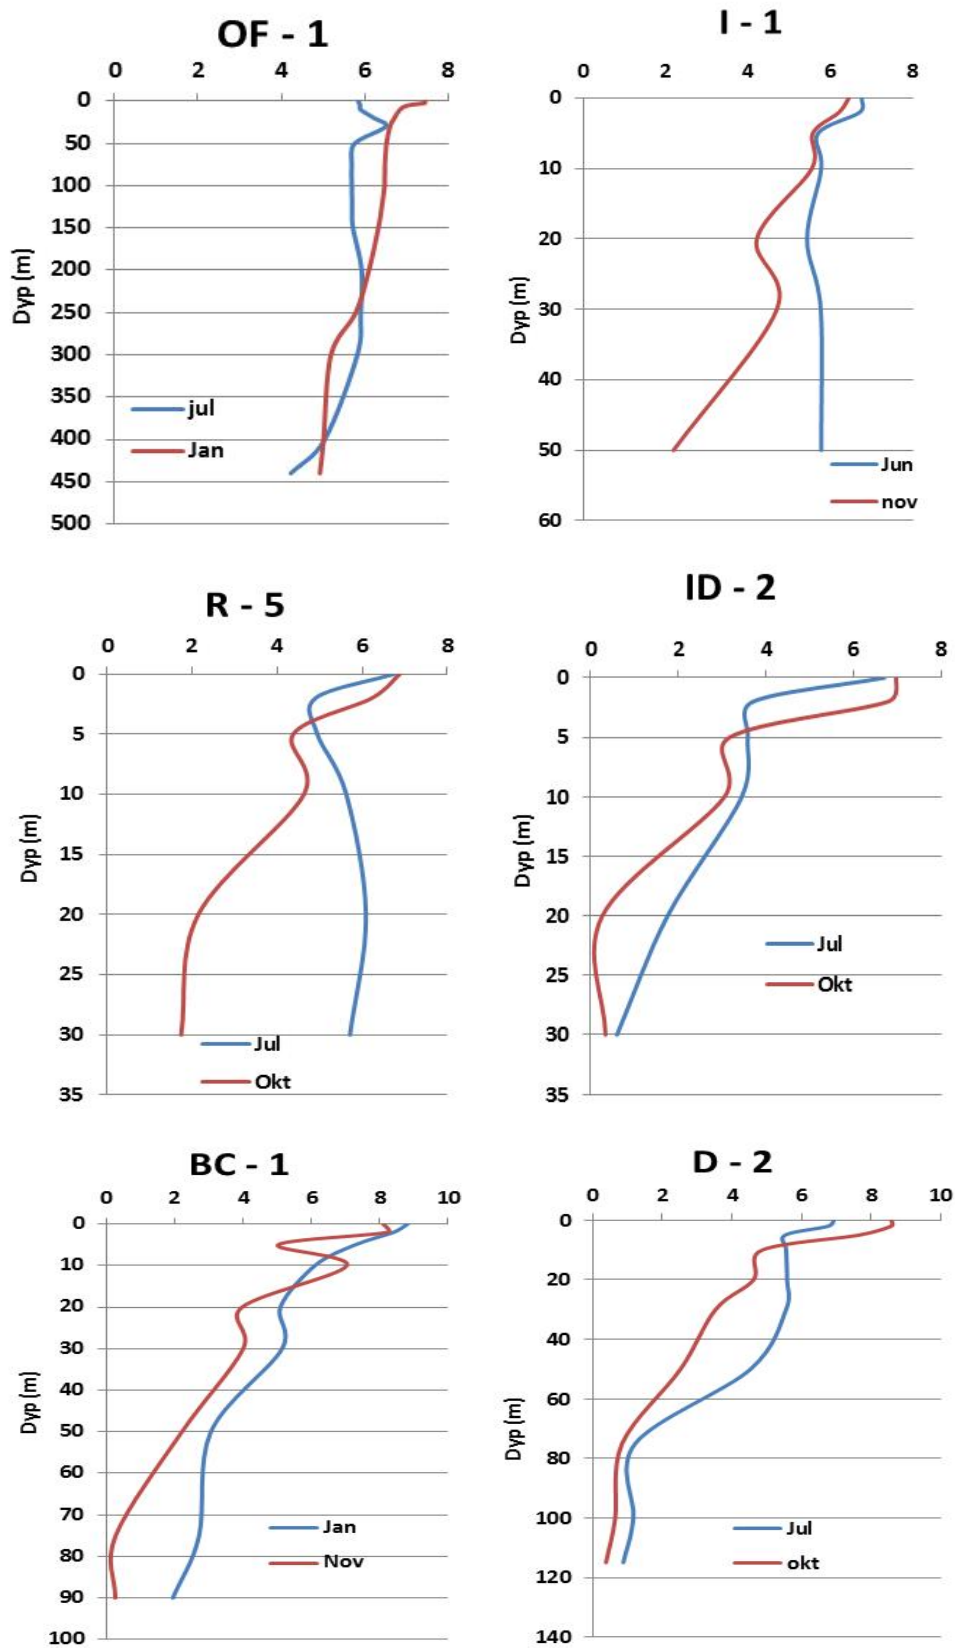 OF - 1
0 2 4 6 8
0
50
100
150
200
250
300
350
400
450
500
Dyp (m)
jul
Jan
I - 1
0 2 4 6 8
0
10
20
30
40
50
60
Dyp (m)
Jun
nov
R - 5
0 2 4 6 8
0
5
10
15
20
25
30
35
Dyp (m)
Jul
Okt
ID - 2
0 2 4 6 8
0
5
10
15
20
25
30
35
Dyp (m)
Jul
Okt
BC - 1
0 2 4 6 8 10
0
10
20
30
40
50
60
70
80
90
100
Dyp (m)
Jan
Nov
D - 2
0 2 4 6 8 10
0
20
40
60
80
100
120
140
Dyp (m)
Jul
okt